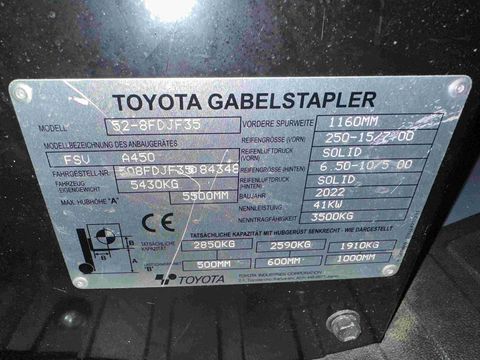 TOYOTA GABELSTAPLER
MODELL 52-8FDJF35 VORDERE SPURWEITE 1160MM
MODELLBEZEICHNUNG DES ANBAUGERÄTES REIFENGRÖSSE (VORN) 250-15/7.00
FSV A450 REIFENLUFTDRUCK (VORN) SOLID
FAHRGESTELL-NR. REIFENGRÖSSE (HINTEN) 6.50-10/5.00
FAHRZEUG EIGENGEWICHT 5430KG REIFENLUFTDRUCK (HINTEN) SOLID
MAX. HUBHÖHE "A" 5500MM BAUJAHR 2022
NENNLEISTUNG 41KW
NENNTRAGFÄHIGKEIT 3500KG
CE
TATSÄCHLICHE KAPAZITÄT MIT HUBGERÜST SENKRECHT - WIE DARGESTELLT
TATSÄCHLICHE KAPAZITÄT 2850KG 2590KG 1910KG
"B" 500MM 600MM 1000MM
B
A
B
TOYOTA TOYOTA INDUSTRIES CORPORATION